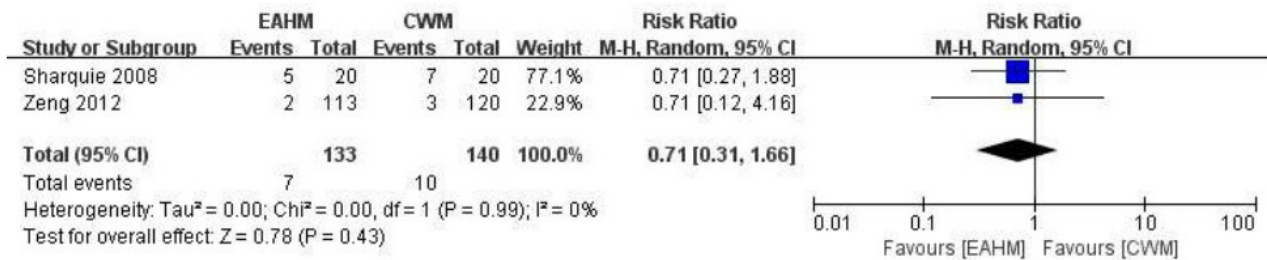 EAHM CWM Risk Ratio Risk Ratio
Study or Subgroup Events Total Events Total Weight M-H, Random, 95% CI M-H, Random, 95% CI
Sharquie 2008 5 20 7 20 77.1% 0.71 [0.27, 1.88]
Zeng 2012 2 113 3 120 22.9% 0.71 [0.12, 4.16]
Total (95% CI) 133 140 100.0% 0.71 [0.31, 1.66]
Total events 7 10
Heterogeneity: Tau² = 0.00; Chi² = 0.00, df = 1 (P = 0.99); I² = 0%
Test for overall effect: Z = 0.78 (P = 0.43)
0.01 0.1 1 10 100
Favours [EAHM] Favours [CWM]